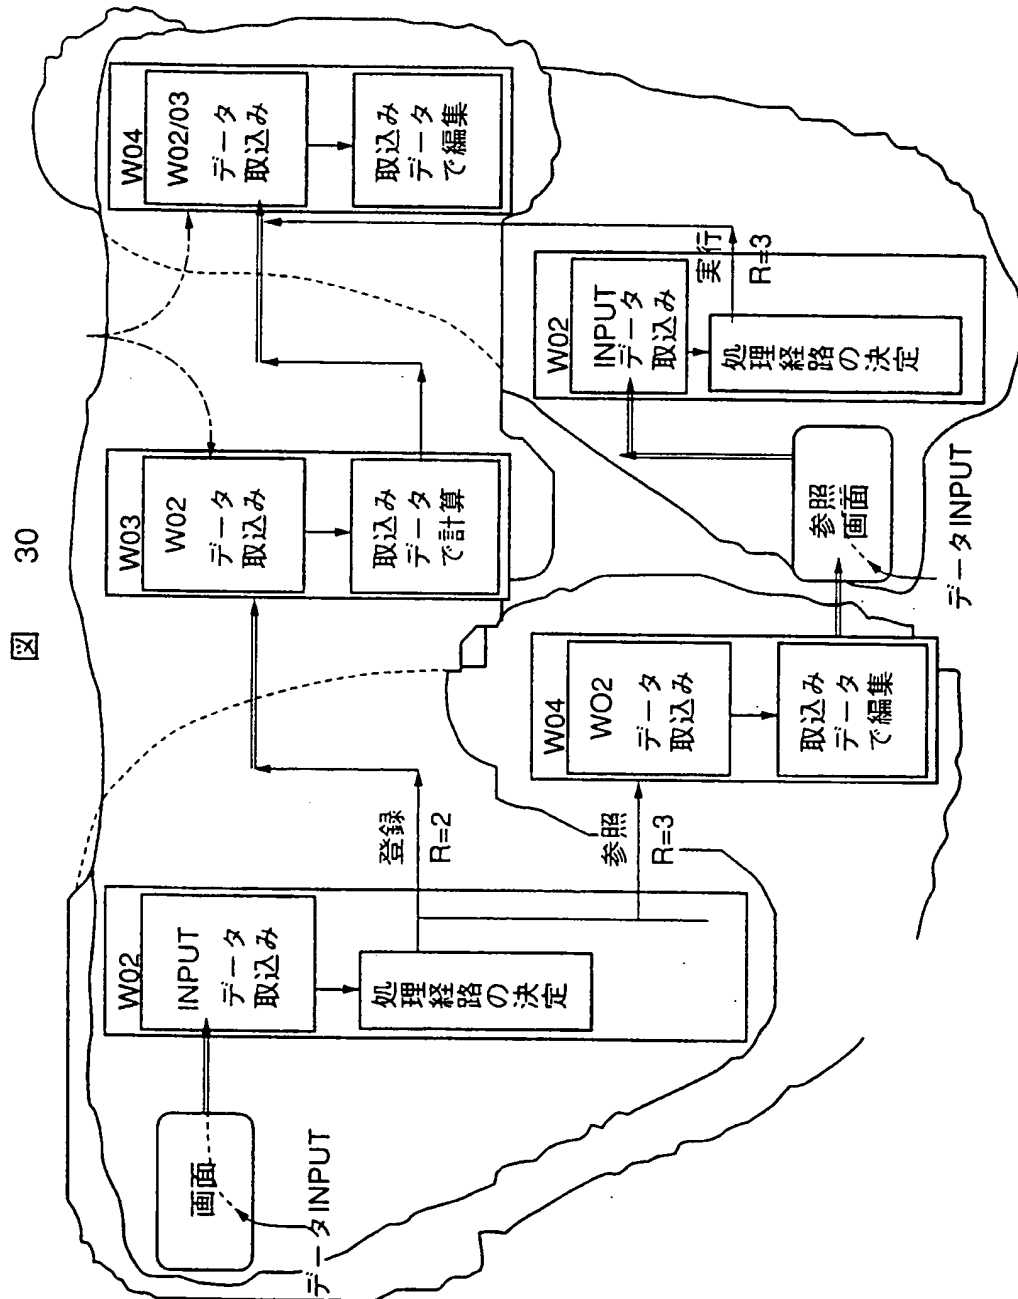 図 30
画面
データINPUT
W02
INPUT
データ
取込み
処理経路の決定
登録
R=2
参照
R=3
W03
W02
データ
取込み
取込み
データ
で計算
W04
W02/03
データ
取込み
取込み
データ
で編集
W04
WO2
データ
取込み
取込み
データ
で編集
参照
画面
データINPUT
W02
INPUT
データ
取込み
処理経路の決定
実行
R=3